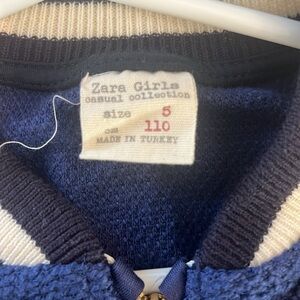 Zara Girls
casual collection
size 5
cm 110
MADE IN TURKEY